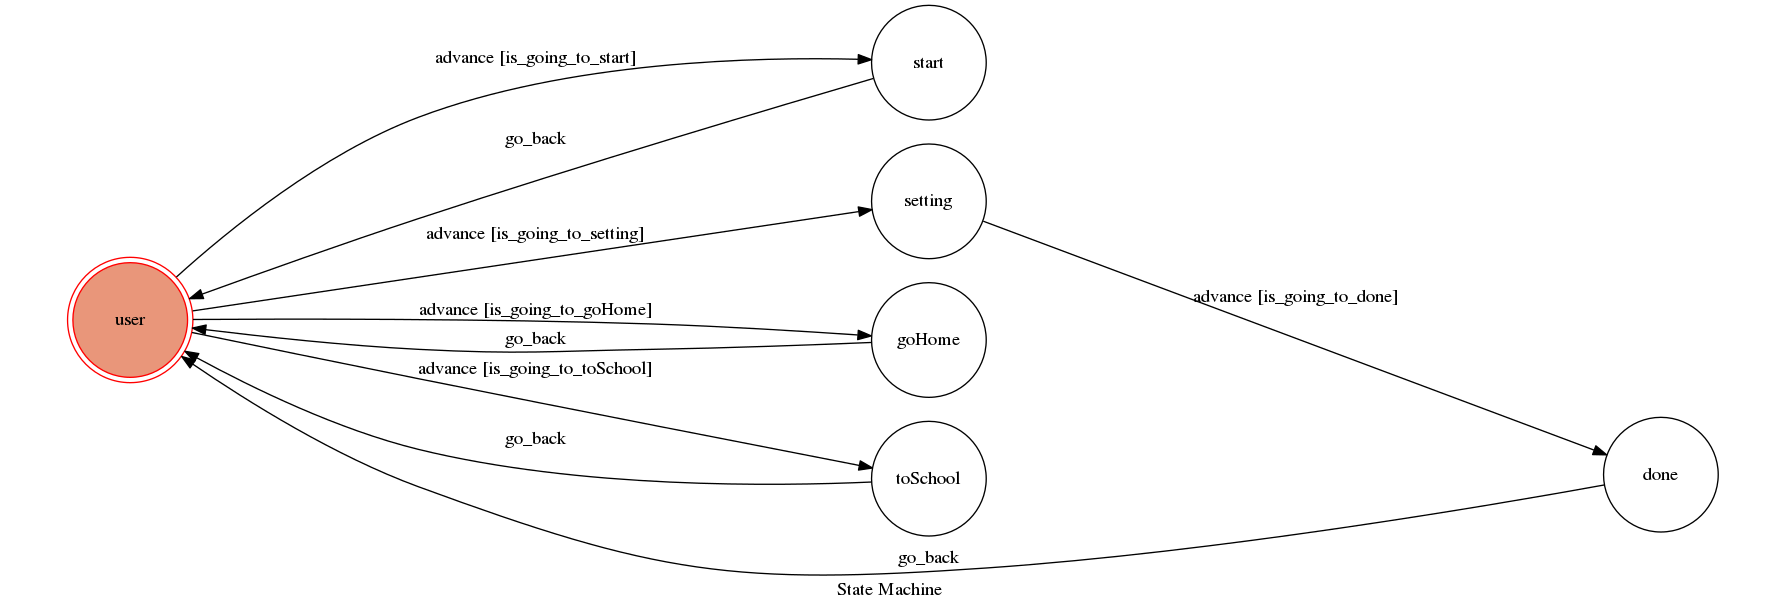 advance [is_going_to_start]
start
go_back
setting
advance [is_going_to_setting]
advance [is_going_to_done]
user
advance [is_going_to_goHome]
go_back
goHome
advance [is_going_to_toSchool]
go_back
toSchool
done
go_back
State Machine